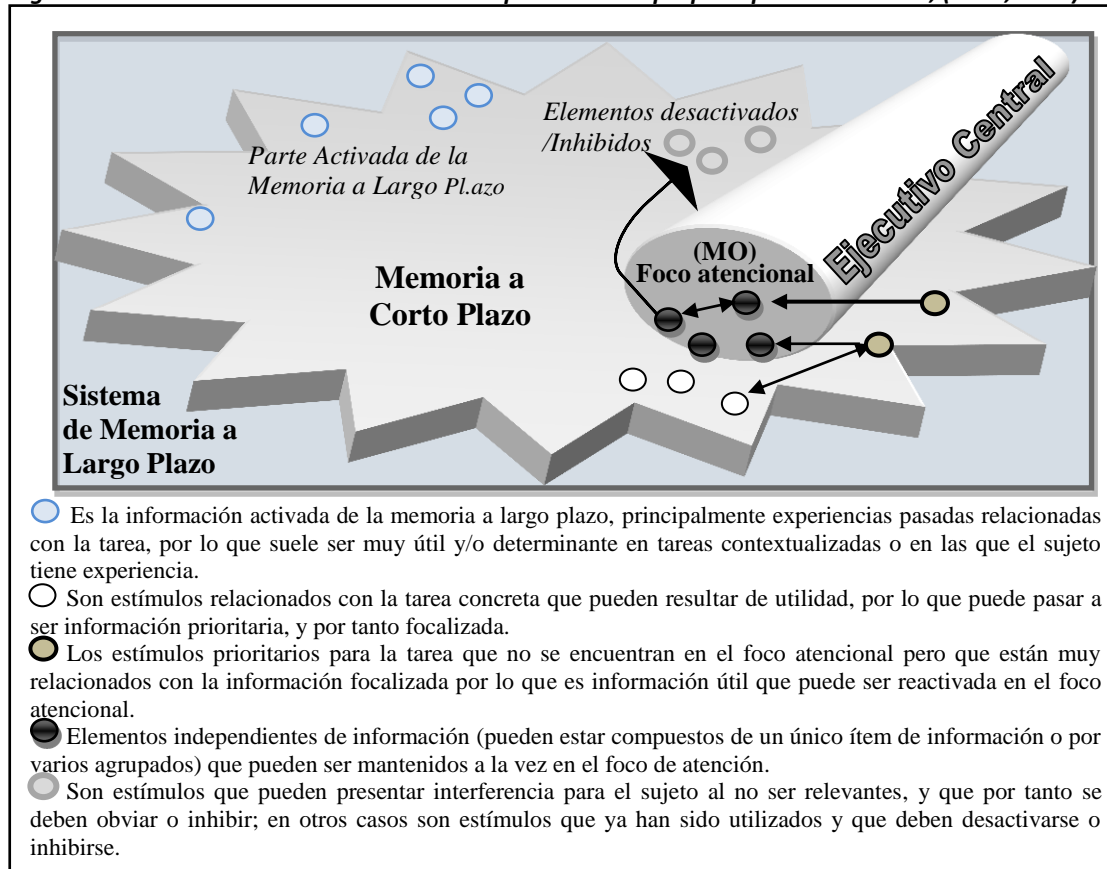 Elementos desactivados
/Inhibidos
Parte Activada de la
Memoria a Largo Pl.azo
Ejecutivo Central
(MO)
Foco atencional
Memoria a
Corto Plazo
Sistema
de Memoria a
Largo Plazo
Es la información activada de la memoria a largo plazo, principalmente experiencias pasadas relacionadas
con la tarea, por lo que suele ser muy útil y/o determinante en tareas contextualizadas o en las que el sujeto
tiene experiencia.
Son estímulos relacionados con la tarea concreta que pueden resultar de utilidad, por lo que puede pasar a
ser información prioritaria, y por tanto focalizada.
Los estímulos prioritarios para la tarea que no se encuentran en el foco atencional pero que están muy
relacionados con la información focalizada por lo que es información útil que puede ser reactivada en el foco
atencional.
Elementos independientes de información (pueden estar compuestos de un único ítem de información o por
varios agrupados) que pueden ser mantenidos a la vez en el foco de atención.
Son estímulos que pueden presentar interferencia para el sujeto al no ser relevantes, y que por tanto se
deben obviar o inhibir; en otros casos son estímulos que ya han sido utilizados y que deben desactivarse o
inhibirse.